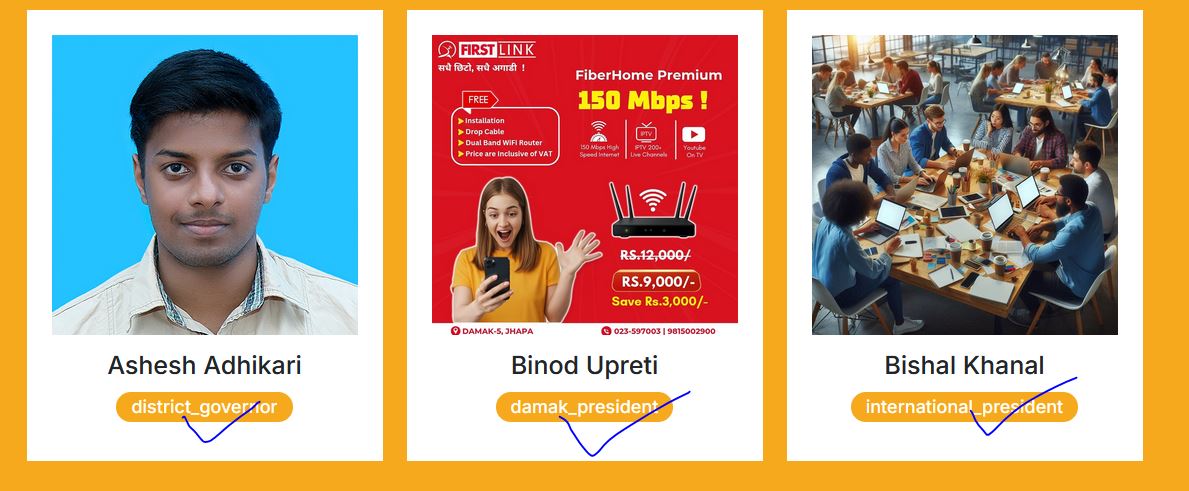 FIRSTLINK
सधै छिटो, सधै अगाडी !
FiberHome Premium
150 Mbps !
FREE
Installation
Drop Cable
Dual Band WiFi Router
Price are Inclusive of VAT
150 Mbps High
Speed Internet
IPTV
IPTV 200+
Live Channels
Youtube
On TV
RS.12,000/
RS.9,000/-
Save Rs.3,000/-
DAMAK-5, JHAPA
023-597003 | 9815002900
Ashesh Adhikari
district_governor
Binod Upreti
damak_president
Bishal Khanal
international_president